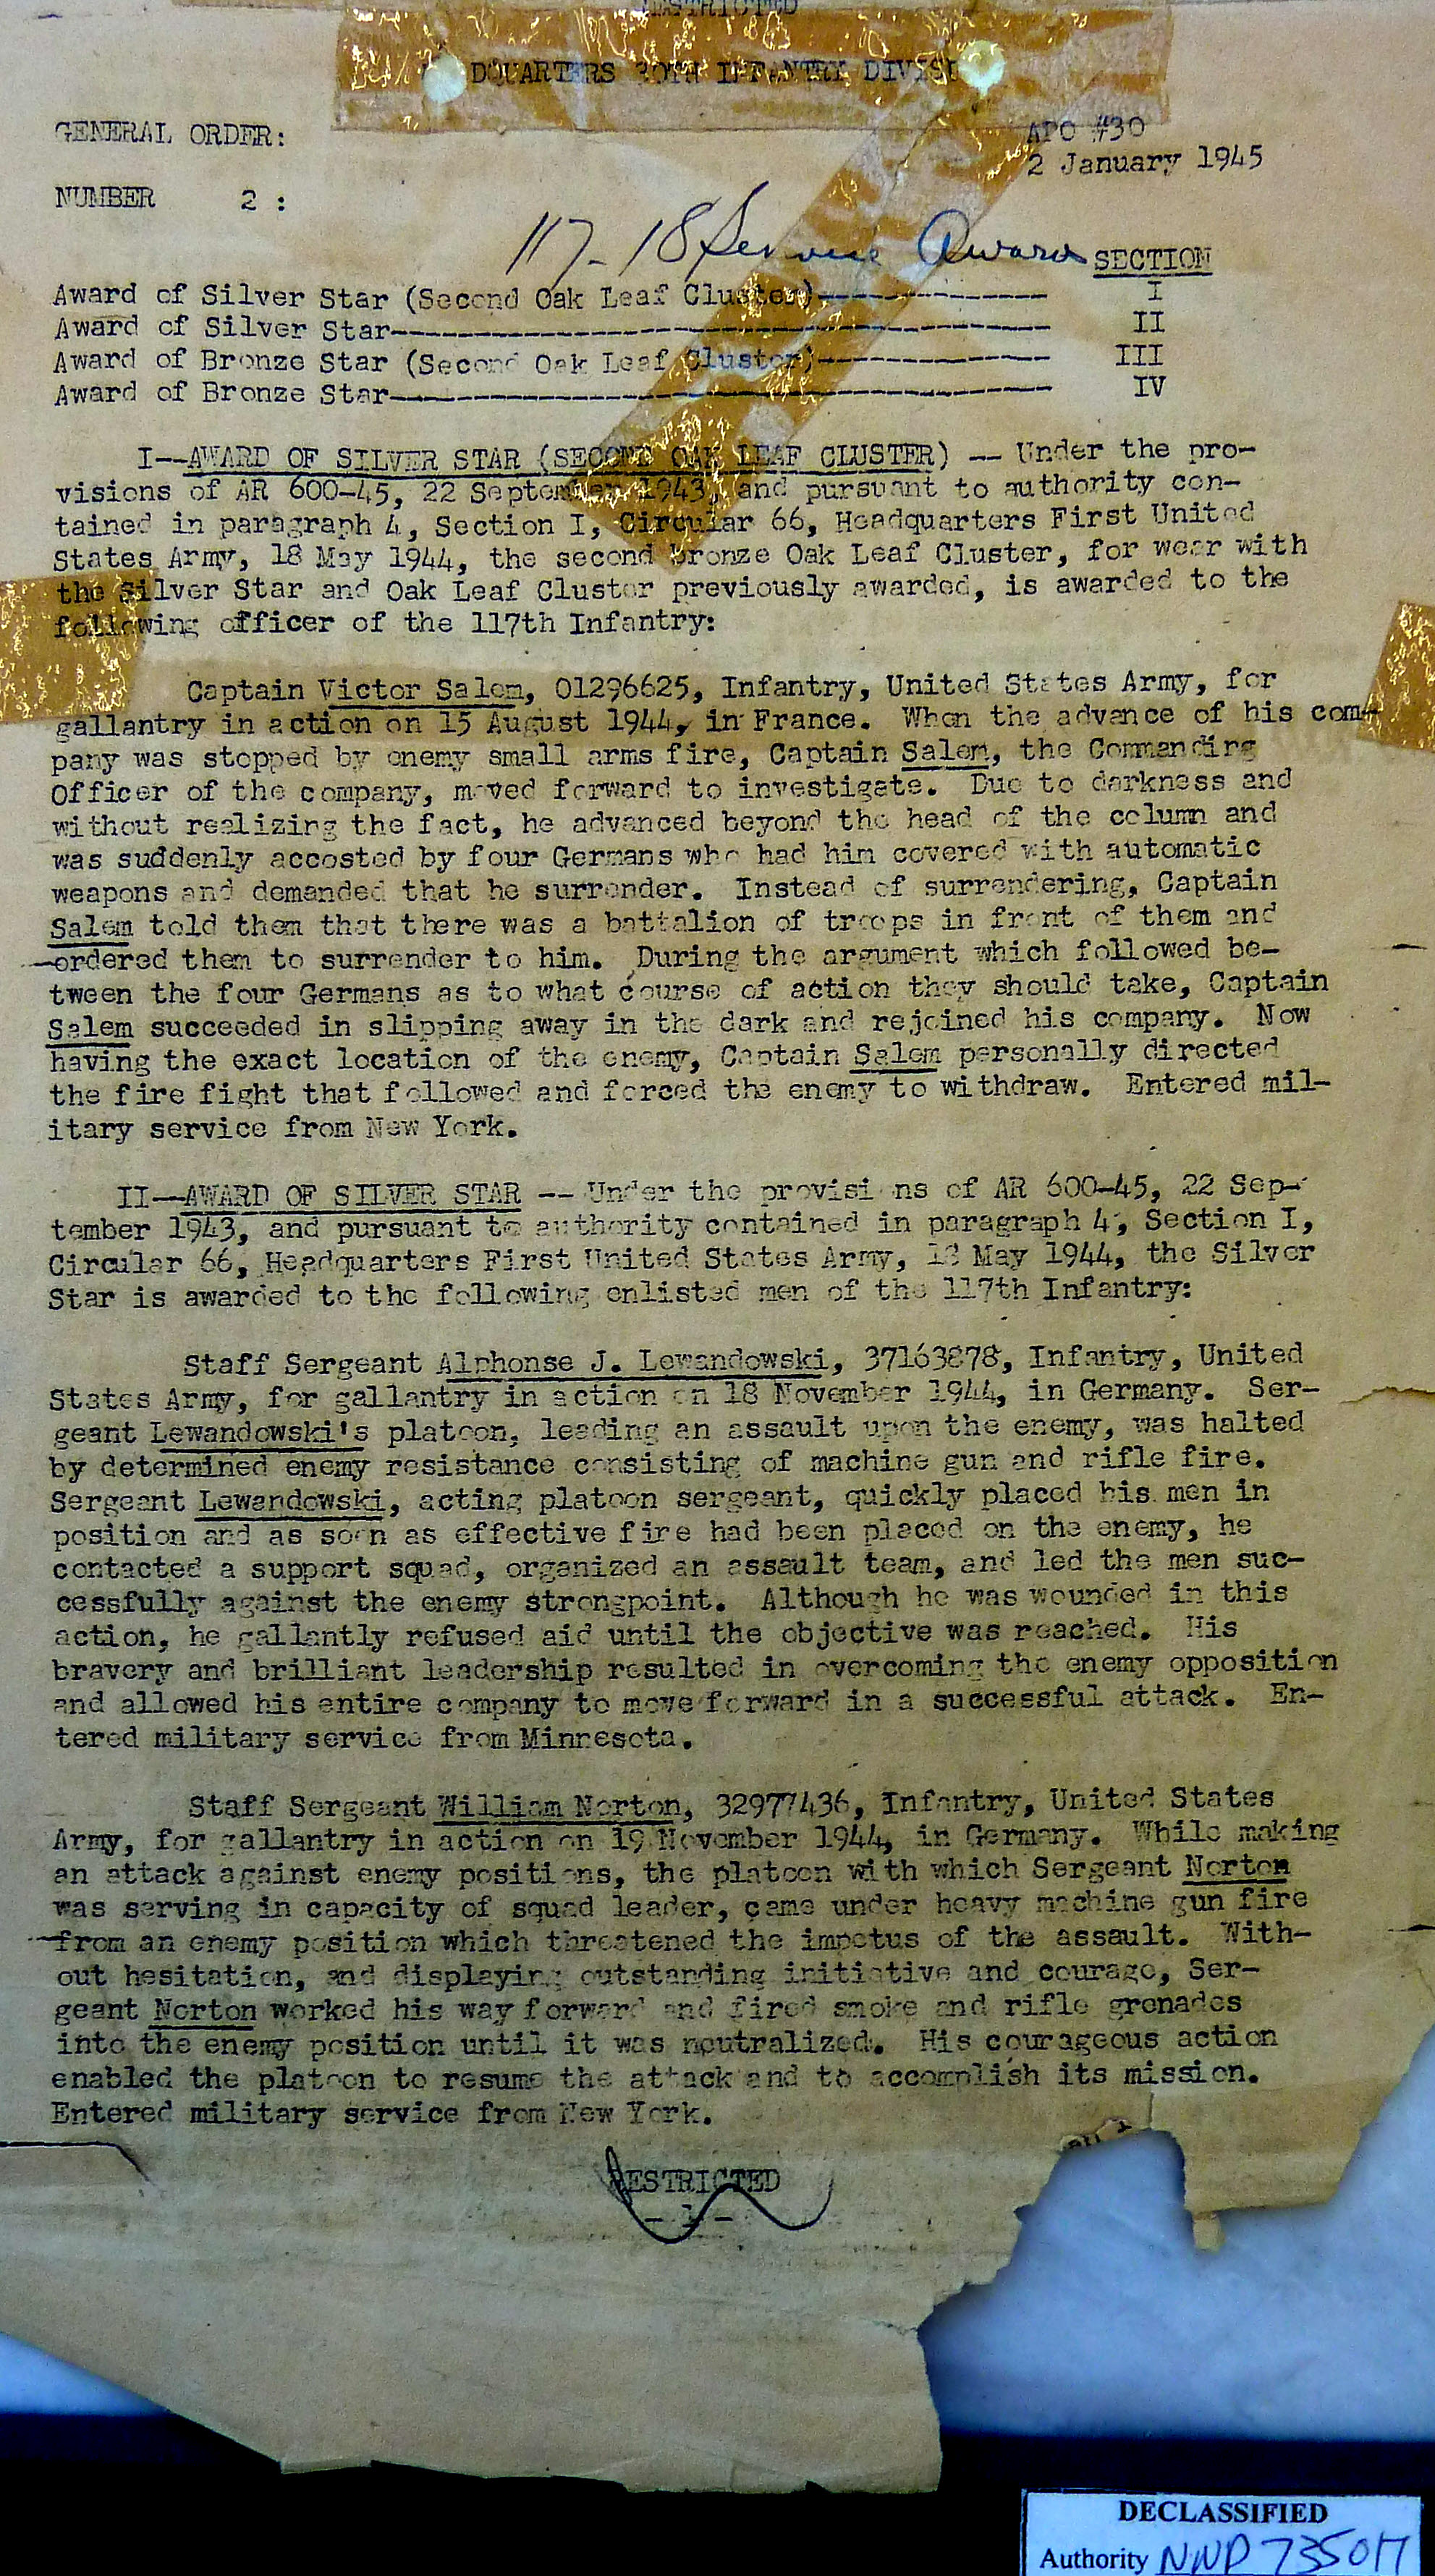 RESTRICTED
DQUARTERS 30TH INFANTRY DIVISI
GENERAL ORDER:
APO #30
2 January 1945
NUMBER 2 :
117-18 Service Award
SECTION
Award of Silver Star (Second Oak Leaf Cluster)--------------- I
Award of Silver Star----------------------------------------- II
Award of Bronze Star (Second Oak Leaf Cluster)--------------- III
Award of Bronze Star----------------------------------------- IV
I--AWARD OF SILVER STAR (SECOND OAK LEAF CLUSTER) -- Under the pro-
visions of AR 600-45, 22 September 1943, and pursuant to authority con-
tained in paragraph 4, Section I, Circular 66, Headquarters First United
States Army, 18 May 1944, the second bronze Oak Leaf Cluster, for wear with
the Silver Star and Oak Leaf Cluster previously awarded, is awarded to the
following officer of the 117th Infantry:
Captain Victor Salem, 01296625, Infantry, United States Army, for
gallantry in action on 15 August 1944, in France. When the advance of his com-
pany was stopped by enemy small arms fire, Captain Salem, the Commanding
Officer of the company, moved forward to investigate. Due to darkness and
without realizing the fact, he advanced beyond the head of the column and
was suddenly accosted by four Germans who had him covered with automatic
weapons and demanded that he surrender. Instead of surrendering, Captain
Salem told them that there was a battalion of troops in front of them and
ordered them to surrender to him. During the argument which followed be-
tween the four Germans as to what course of action they should take, Captain
Salem succeeded in slipping away in the dark and rejoined his company. Now
having the exact location of the enemy, Captain Salem personally directed
the fire fight that followed and forced the enemy to withdraw. Entered mil-
itary service from New York.
II--AWARD OF SILVER STAR -- Under the provisions of AR 600-45, 22 Sep-
tember 1943, and pursuant to authority contained in paragraph 4, Section I,
Circular 66, Headquarters First United States Army, 18 May 1944, the Silver
Star is awarded to the following enlisted men of the 117th Infantry:
Staff Sergeant Alphonse J. Lewandowski, 37163878, Infantry, United
States Army, for gallantry in action on 18 November 1944, in Germany. Ser-
geant Lewandowski's platoon, leading an assault upon the enemy, was halted
by determined enemy resistance consisting of machine gun and rifle fire.
Sergeant Lewandowski, acting platoon sergeant, quickly placed his men in
position and as soon as effective fire had been placed on the enemy, he
contacted a support squad, organized an assault team, and led the men suc-
cessfully against the enemy strongpoint. Although he was wounded in this
action, he gallantly refused aid until the objective was reached. His
bravery and brilliant leadership resulted in overcoming the enemy opposition
and allowed his entire company to move forward in a successful attack. En-
tered military service from Minnesota.
Staff Sergeant William Norton, 32977436, Infantry, United States
Army, for gallantry in action on 19 November 1944, in Germany. While making
an attack against enemy positions, the platoon with which Sergeant Norton
was serving in capacity of squad leader, came under heavy machine gun fire
from an enemy position which threatened the impetus of the assault. With-
out hesitation, and displaying outstanding initiative and courage, Ser-
geant Norton worked his way forward and fired smoke and rifle grenades
into the enemy position until it was neutralized. His courageous action
enabled the platoon to resume the attack and to accomplish its mission.
Entered military service from New York.
RESTRICTED
- 1 -
DECLASSIFIED
Authority NND 735017